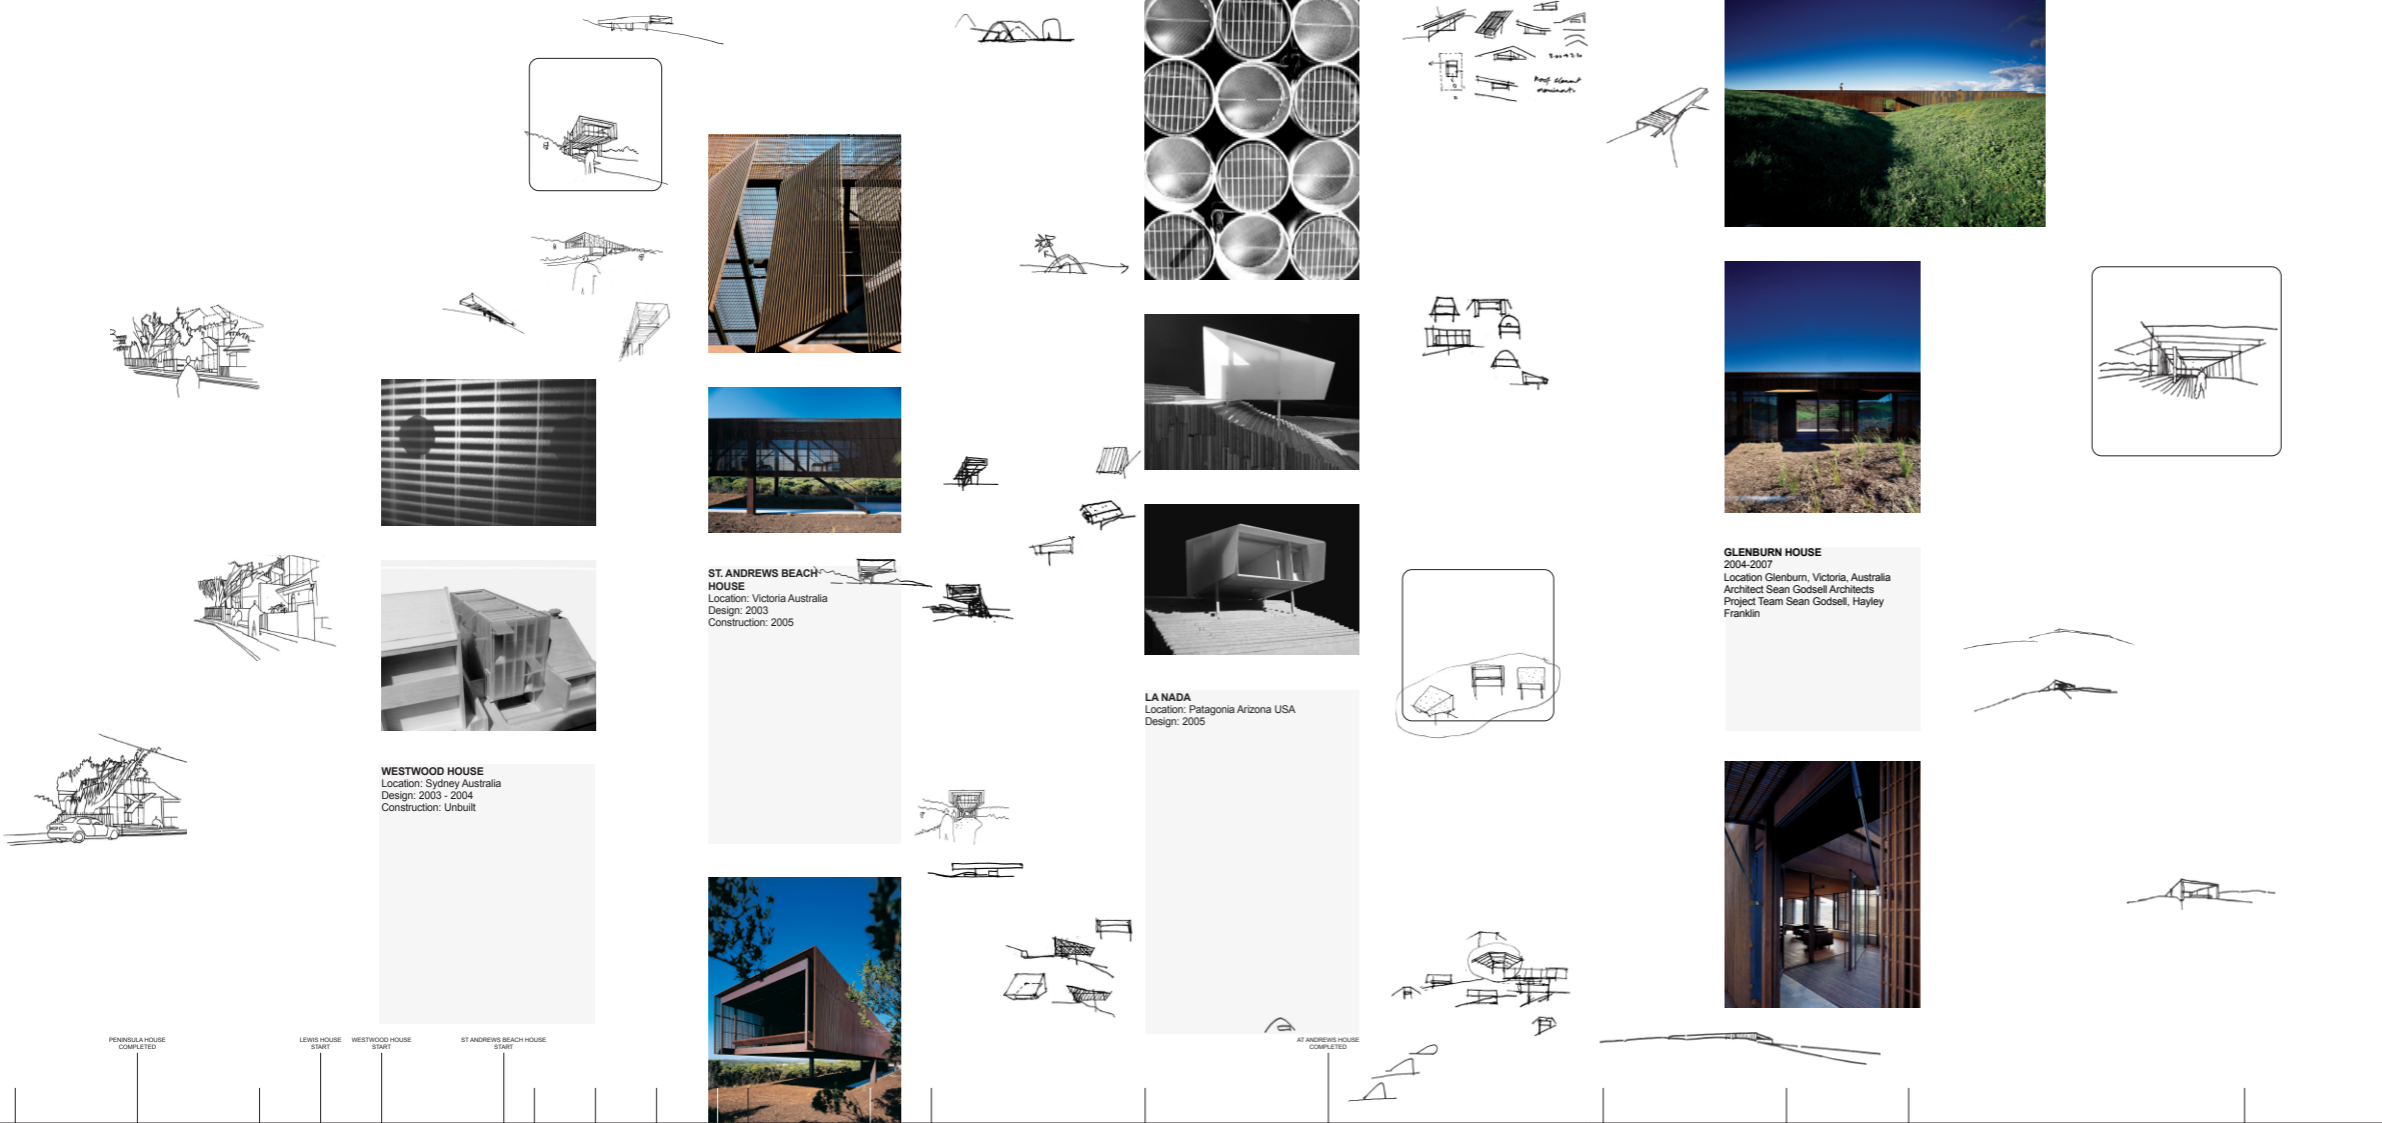 Roof element
WESTWOOD HOUSE
Location: Sydney Australia
Design: 2003 - 2004
Construction: Unbuilt
ST. ANDREWS BEACH
HOUSE
Location: Victoria Australia
Design: 2003
Construction: 2005
LA NADA
Location: Patagonia Arizona USA
Design: 2005
GLENBURN HOUSE
2004-2007
Location Glenburn, Victoria, Australia
Architect Sean Godsell Architects
Project Team Sean Godsell, Hayley
Franklin
PENINSULA HOUSE
COMPLETED
LEWIS HOUSE
START
WESTWOOD HOUSE
START
ST ANDREWS BEACH HOUSE
START
AT ANDREWS HOUSE
COMPLETED